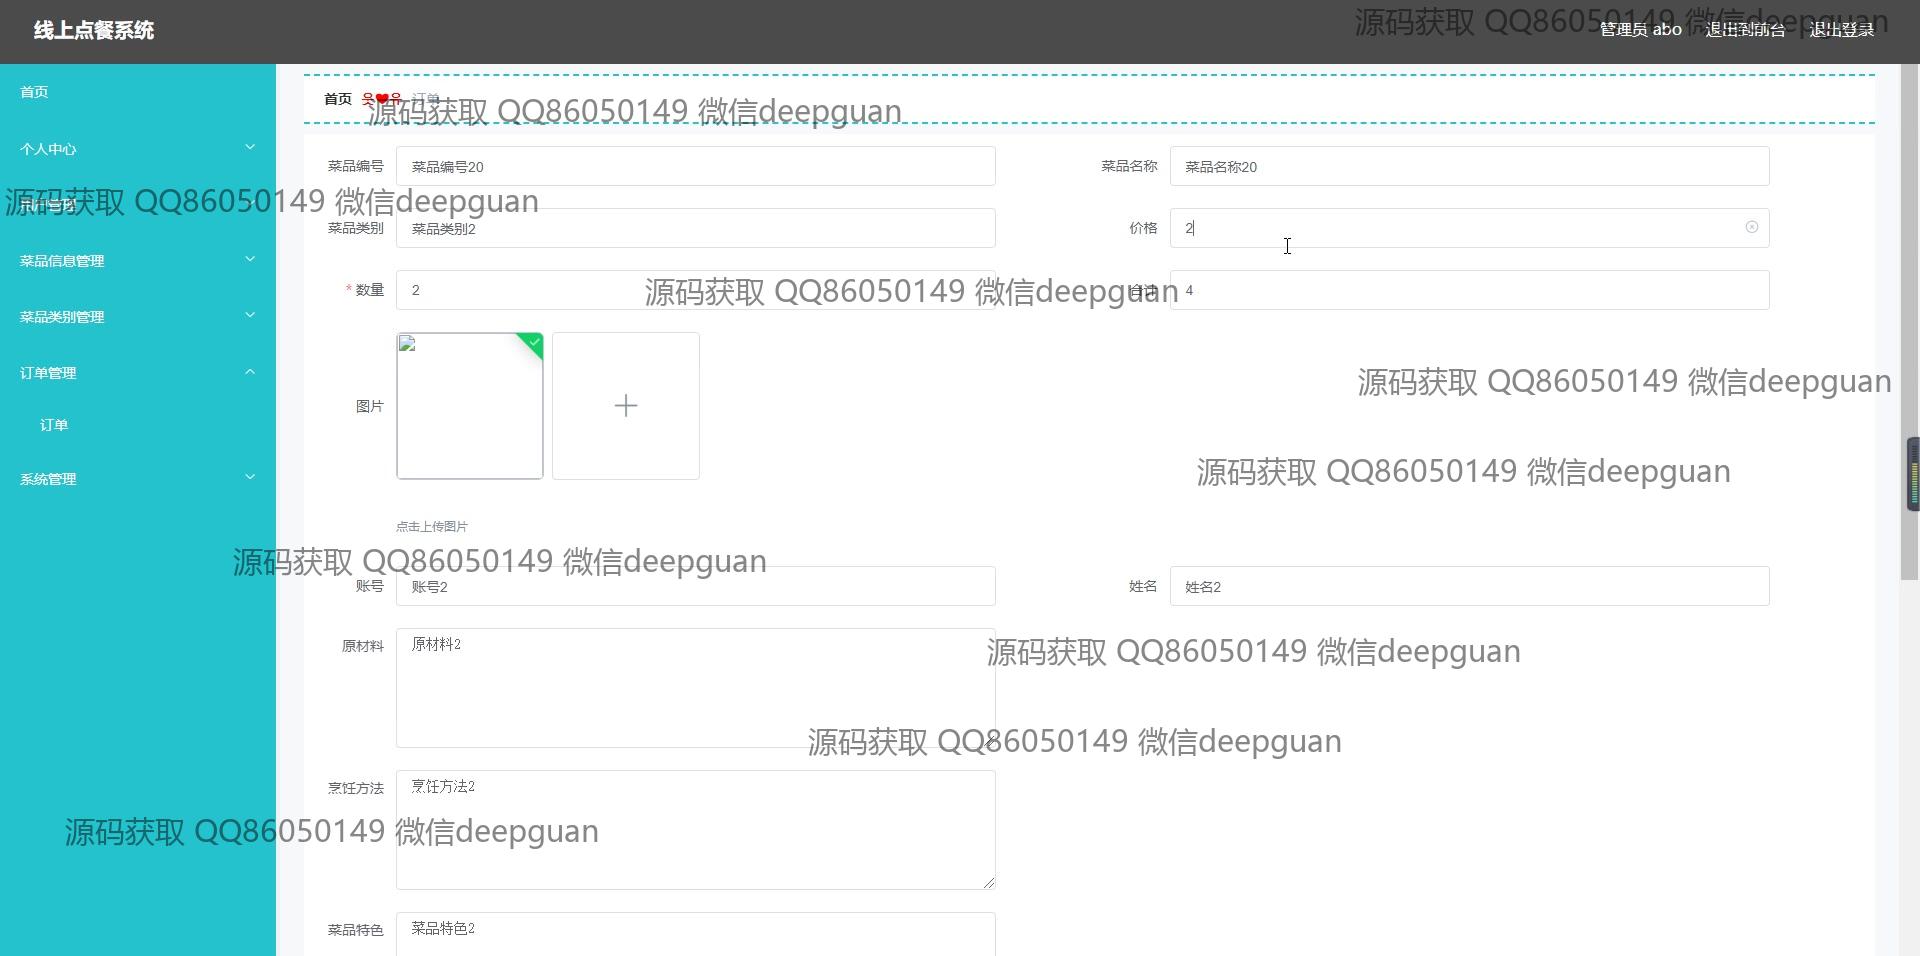 线上点餐系统
管理员 abo 退出到前台 退出登录
源码获取 QQ86050149 微信deepguan
首页
首页 订单
源码获取 QQ86050149 微信deepguan
个人中心
菜品编号 菜品编号20 菜品名称 菜品名称20
用户管理
源码获取 QQ86050149 微信deepguan
菜品类别 菜品类别2 价格 2
菜品信息管理
*数量 2 合计 4
源码获取 QQ86050149 微信deepguan
菜品类别管理
订单管理
源码获取 QQ86050149 微信deepguan
图片
订单
源码获取 QQ86050149 微信deepguan
系统管理
点击上传图片
源码获取 QQ86050149 微信deepguan
账号 账号2 姓名 姓名2
原材料 原材料2
源码获取 QQ86050149 微信deepguan
源码获取 QQ86050149 微信deepguan
烹饪方法 烹饪方法2
源码获取 QQ86050149 微信deepguan
菜品特色 菜品特色2